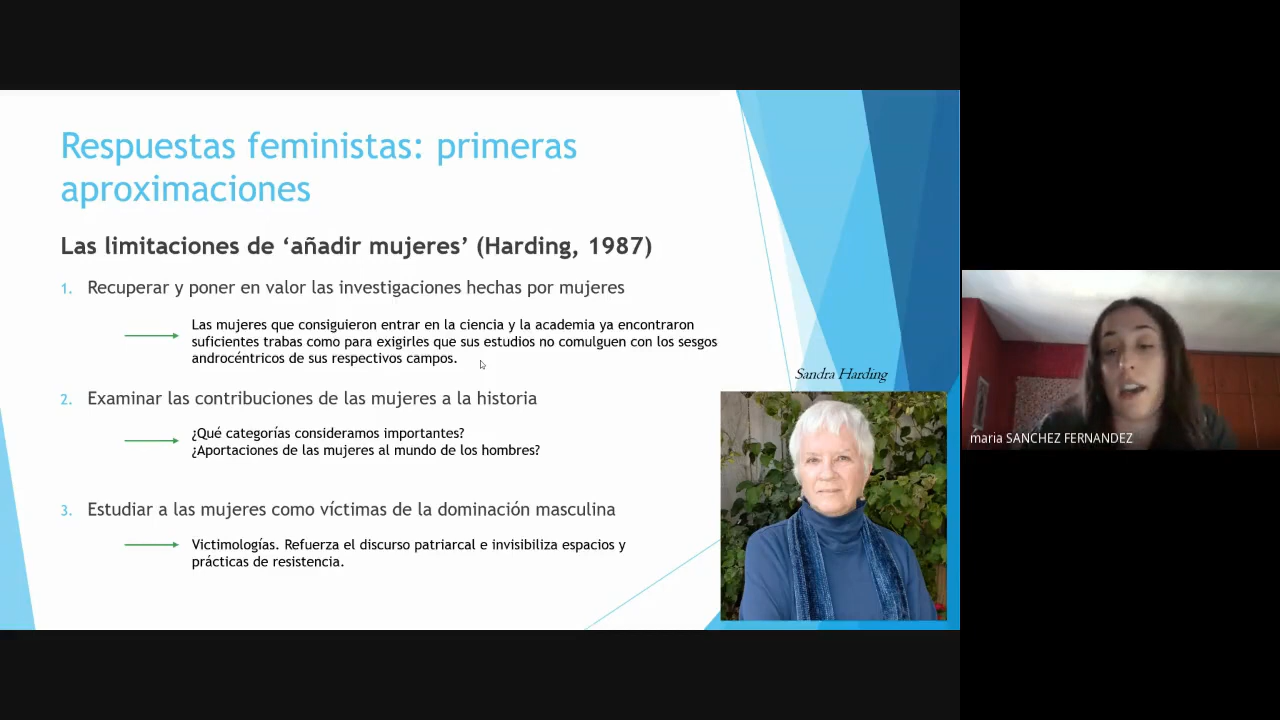 Respuestas feministas: primeras
aproximaciones
Las limitaciones de ‘añadir mujeres’ (Harding, 1987)
1. Recuperar y poner en valor las investigaciones hechas por mujeres
Las mujeres que consiguieron entrar en la ciencia y la academia ya encontraron
suficientes trabas como para exigirles que sus estudios no comulguen con los sesgos
androcéntricos de sus respectivos campos.
2. Examinar las contribuciones de las mujeres a la historia
¿Qué categorías consideramos importantes?
¿Aportaciones de las mujeres al mundo de los hombres?
3. Estudiar a las mujeres como víctimas de la dominación masculina
Victimologías. Refuerza el discurso patriarcal e invisibiliza espacios y
prácticas de resistencia.
Sandra Harding
maria SANCHEZ FERNANDEZ